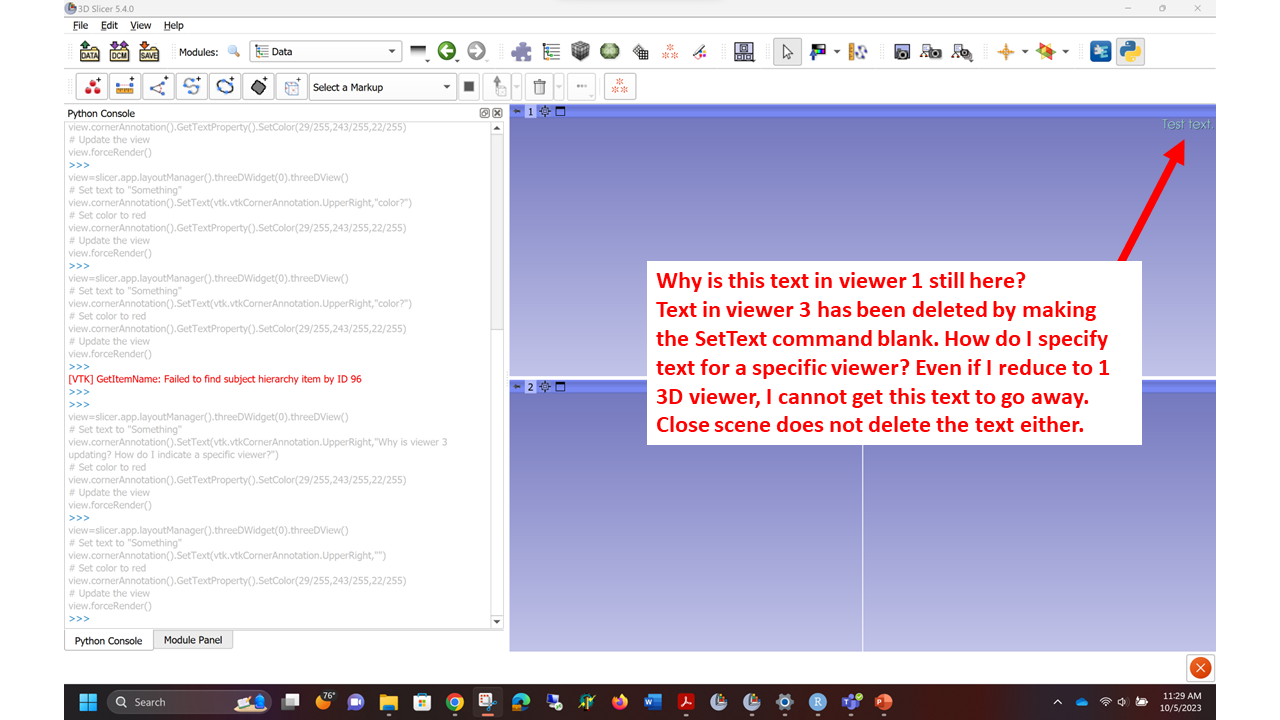 3D Slicer 5.4.0
File Edit View Help
DATA DCM SAVE Modules: Data
Select a Markup
Python Console
view.cornerAnnotation().GetTextProperty().SetColor(29/255,243/255,22/255)
# Update the view
view.forceRender()
>>>
view=slicer.app.layoutManager().threeDWidget(0).threeDView()
# Set text to "Something"
view.cornerAnnotation().SetText(vtk.vtkCornerAnnotation.UpperRight,"color?")
# Set color to red
view.cornerAnnotation().GetTextProperty().SetColor(29/255,243/255,22/255)
# Update the view
view.forceRender()
>>>
view=slicer.app.layoutManager().threeDWidget(0).threeDView()
# Set text to "Something"
view.cornerAnnotation().SetText(vtk.vtkCornerAnnotation.UpperRight,"color?")
# Set color to red
view.cornerAnnotation().GetTextProperty().SetColor(29/255,243/255,22/255)
# Update the view
view.forceRender()
>>>
[VTK] GetItemName: Failed to find subject hierarchy item by ID 96
>>>
>>>
view=slicer.app.layoutManager().threeDWidget(0).threeDView()
# Set text to "Something"
view.cornerAnnotation().SetText(vtk.vtkCornerAnnotation.UpperRight,"Why is viewer 3
updating? How do I indicate a specific viewer?")
# Set color to red
view.cornerAnnotation().GetTextProperty().SetColor(29/255,243/255,22/255)
# Update the view
view.forceRender()
>>>
view=slicer.app.layoutManager().threeDWidget(0).threeDView()
# Set text to "Something"
view.cornerAnnotation().SetText(vtk.vtkCornerAnnotation.UpperRight,"")
# Set color to red
view.cornerAnnotation().GetTextProperty().SetColor(29/255,243/255,22/255)
# Update the view
view.forceRender()
>>>
Python Console Module Panel
1
Test text
Why is this text in viewer 1 still here?
Text in viewer 3 has been deleted by making
the SetText command blank. How do I specify
text for a specific viewer? Even if I reduce to 1
3D viewer, I cannot get this text to go away.
Close scene does not delete the text either.
2
Search
76°
11:29 AM
10/5/2023